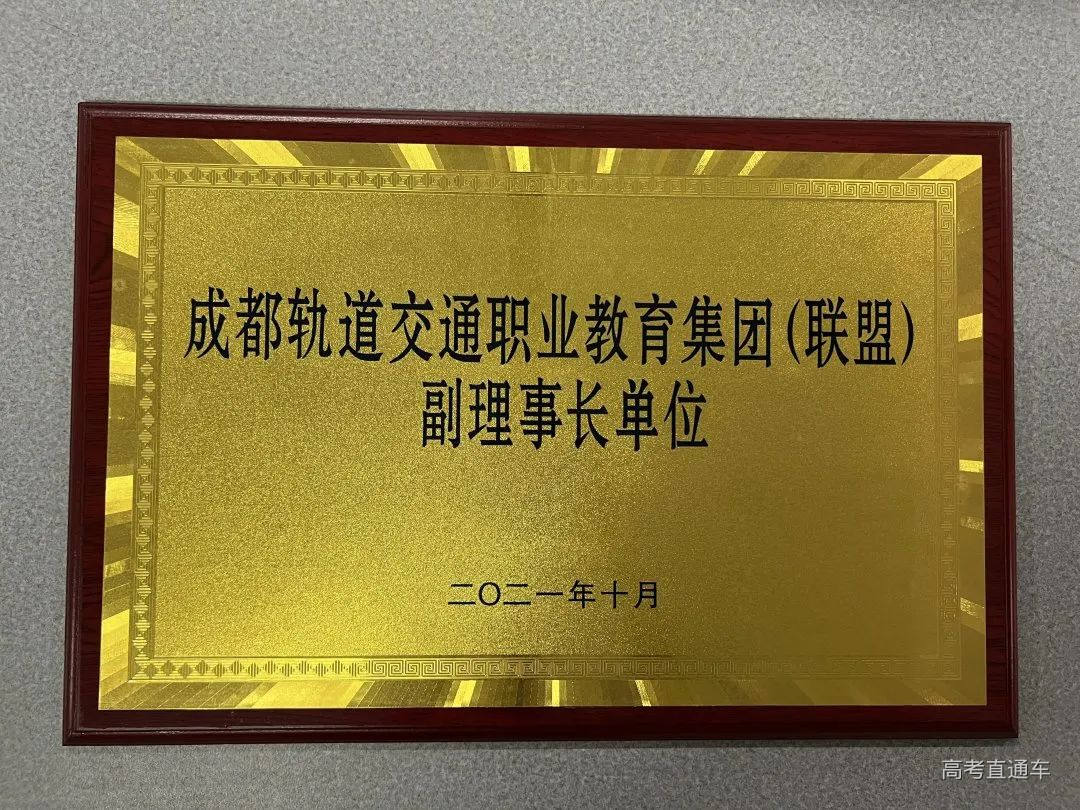 成都轨道交通职业教育集团(联盟)
副理事长单位
二〇二一年十月
高考直通车